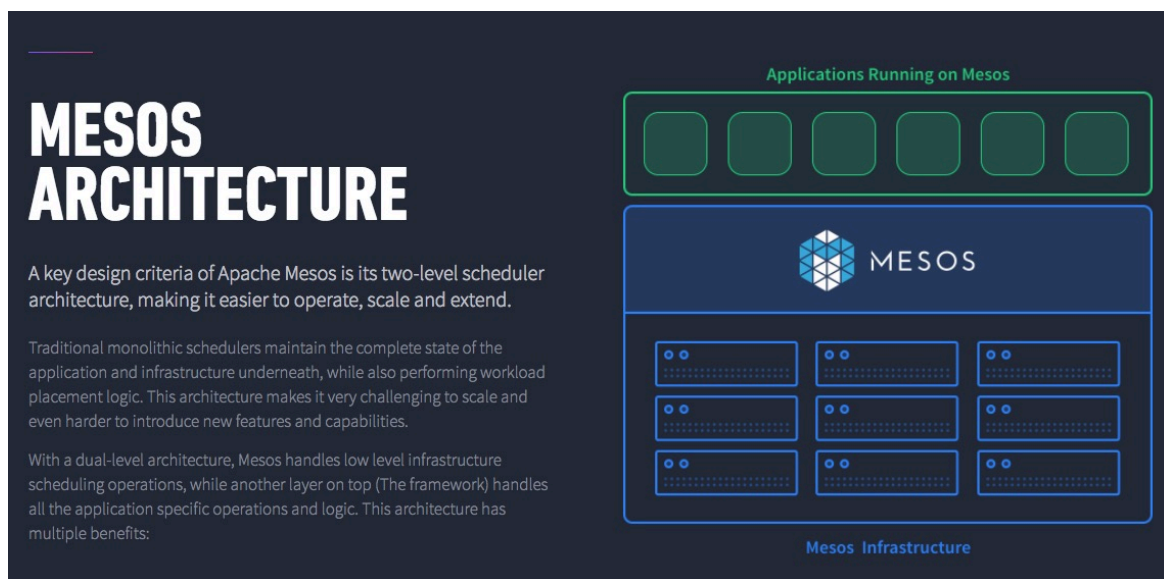 MESOS
ARCHITECTURE
A key design criteria of Apache Mesos is its two-level scheduler
architecture, making it easier to operate, scale and extend.
Traditional monolithic schedulers maintain the complete state of the
application and infrastructure underneath, while also performing workload
placement logic. This architecture makes it very challenging to scale and
even harder to introduce new features and capabilities.
With a dual-level architecture, Mesos handles low level infrastructure
scheduling operations, while another layer on top (The framework) handles
all the application specific operations and logic. This architecture has
multiple benefits:
Applications Running on Mesos
MESOS
Mesos Infrastructure